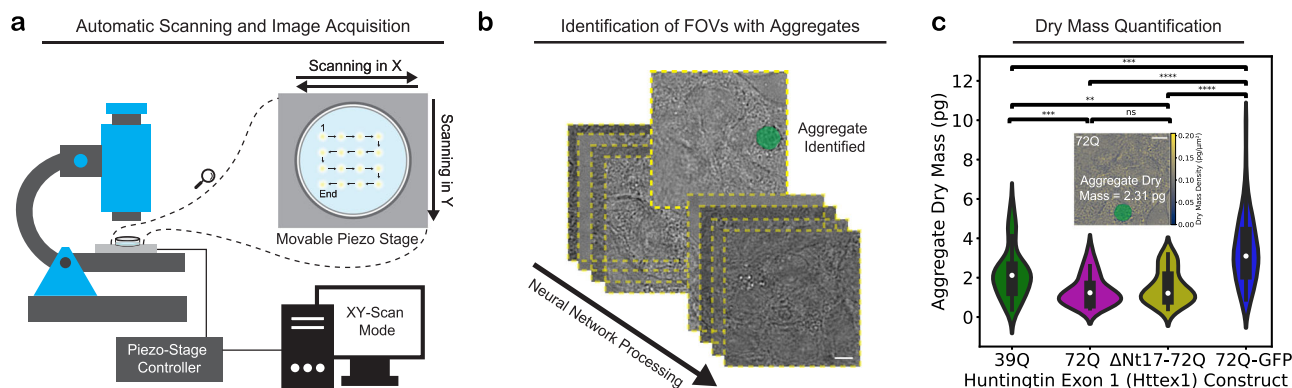 a
Automatic Scanning and Image Acquisition
Scanning in X
Scanning in Y
1
End
Movable Piezo Stage
XY-Scan
Mode
Piezo-Stage
Controller
b
Identification of FOVs with Aggregates
Aggregate
Identified
Neural Network Processing
c
Dry Mass Quantification
Aggregate Dry Mass (pg)
12
10
8
6
4
2
0
***
****
****
**
***
ns
72Q
Aggregate Dry
Mass = 2.31 pg
0.20
0.15
0.10
0.05
0.00
Dry Mass Density (pg/µm²)
39Q 72Q ΔNt17-72Q 72Q-GFP
Huntingtin Exon 1 (Httex1) Construct